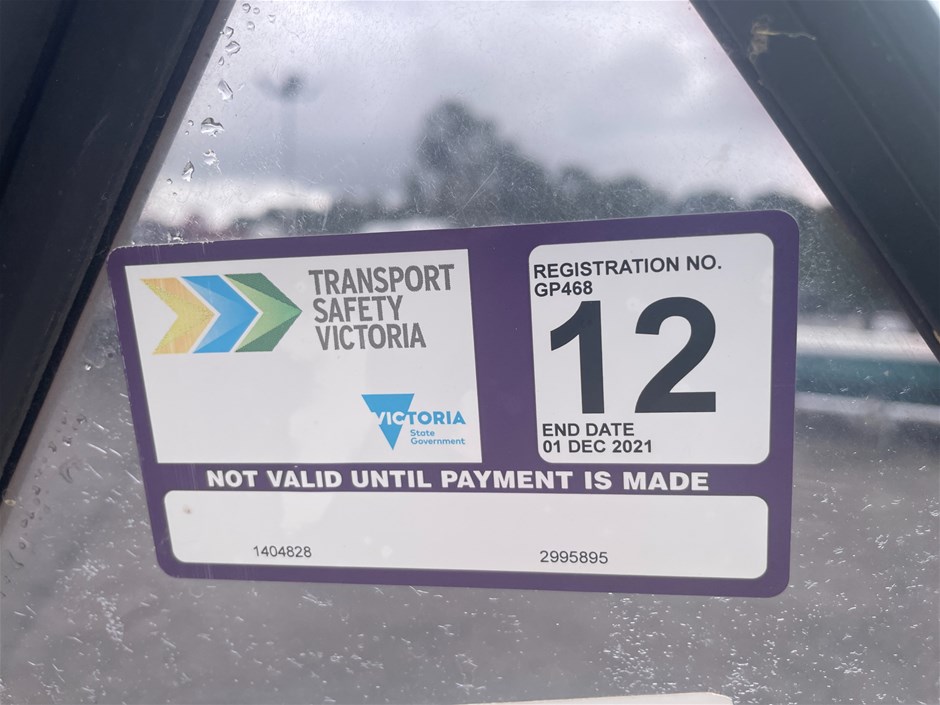 TRANSPORT
SAFETY
VICTORIA
VICTORIA
State
Government
REGISTRATION NO.
GP468
12
END DATE
01 DEC 2021
NOT VALID UNTIL PAYMENT IS MADE
1404828
2995895